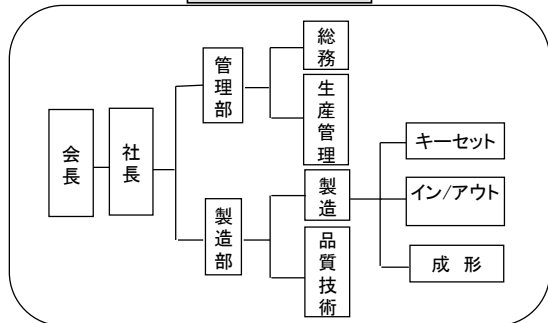 会長
社長
管理部
総務
生産管理
製造部
製造
品質技術
キーセット
イン/アウト
成 形